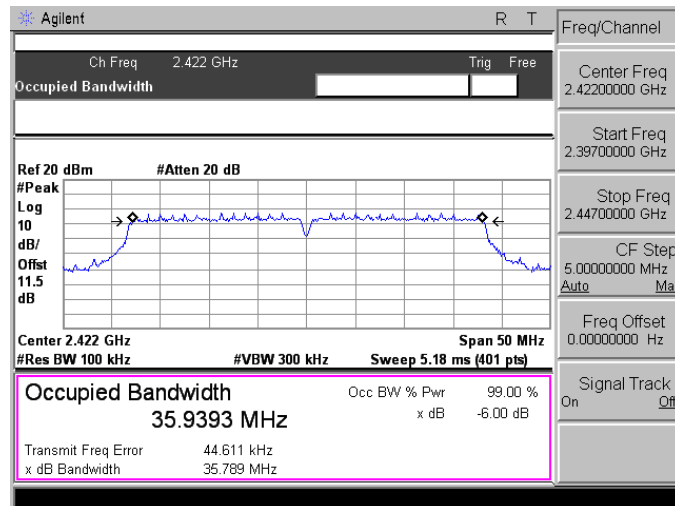 Agilent R T
Ch Freq 2.422 GHz Trig Free
Occupied Bandwidth
Ref 20 dBm #Atten 20 dB
#Peak
Log
10
dB/
Offst
11.5
dB
Center 2.422 GHz Span 50 MHz
#Res BW 100 kHz #VBW 300 kHz Sweep 5.18 ms (401 pts)
Occupied Bandwidth
35.9393 MHz
Occ BW % Pwr 99.00 %
x dB -6.00 dB
Transmit Freq Error 44.611 kHz
x dB Bandwidth 35.789 MHz
Freq/Channel
Center Freq
2.42200000 GHz
Start Freq
2.39700000 GHz
Stop Freq
2.44700000 GHz
CF Step
5.00000000 MHz
Auto Ma
Freq Offset
0.00000000 Hz
Signal Track
On Off